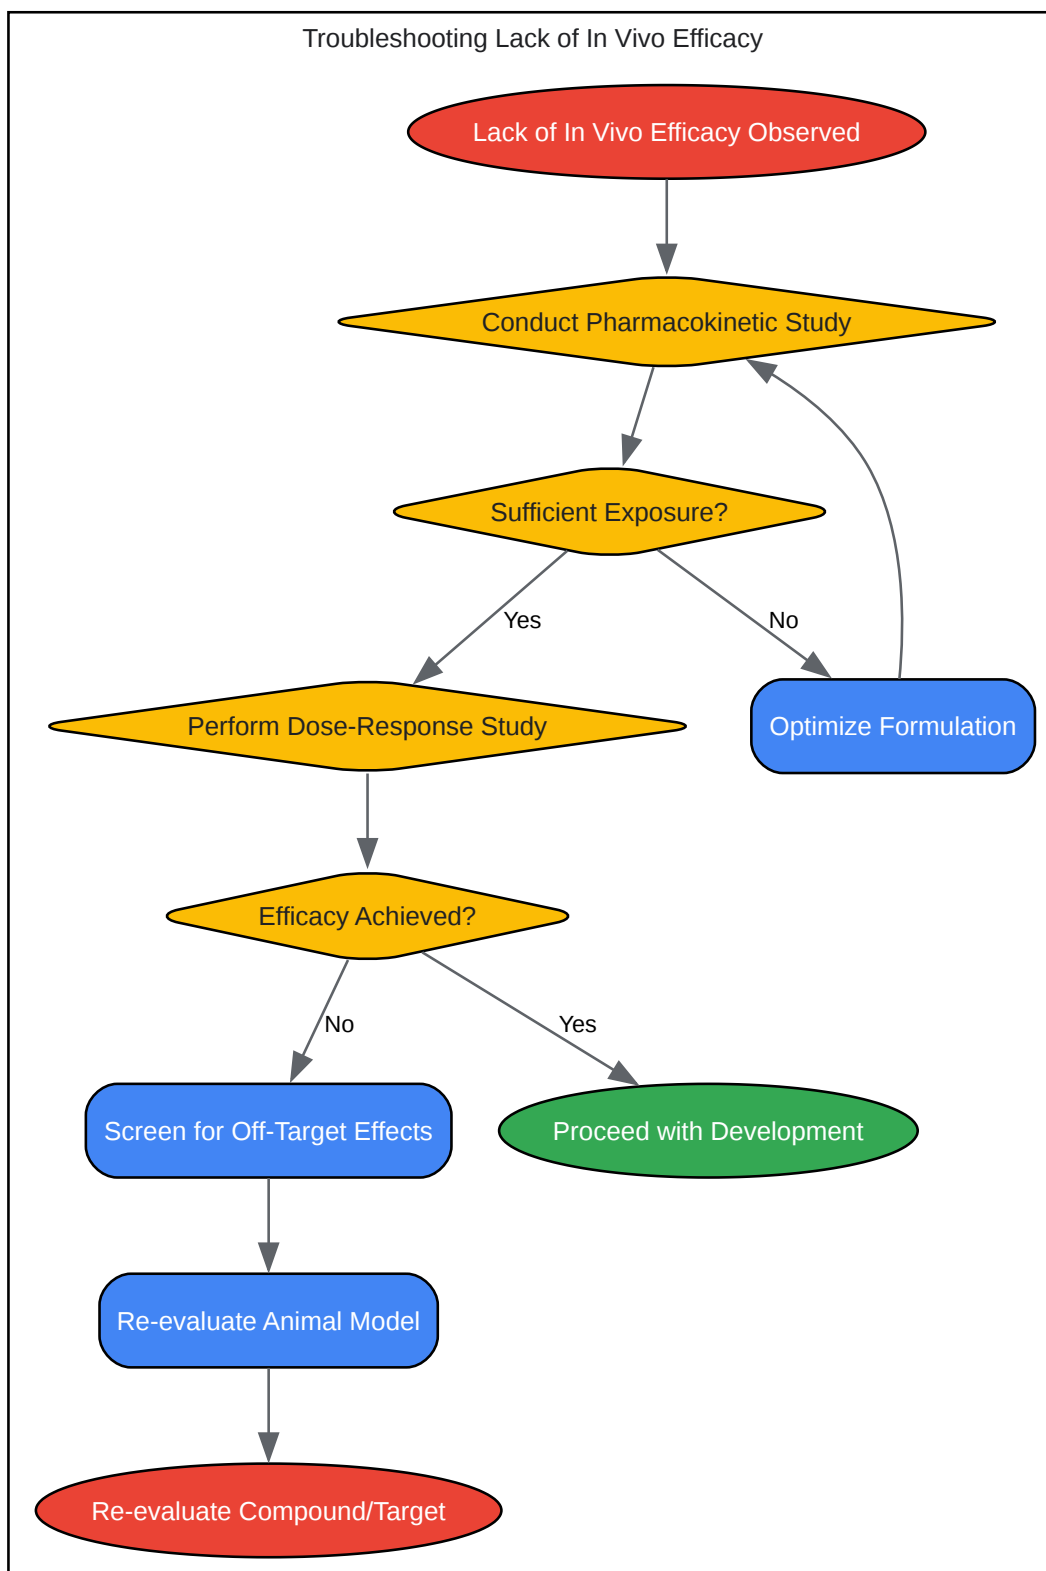 Troubleshooting Lack of In Vivo Efficacy
Lack of In Vivo Efficacy Observed
Conduct Pharmacokinetic Study
Sufficient Exposure?
Yes
No
Perform Dose-Response Study
Optimize Formulation
Efficacy Achieved?
No
Yes
Screen for Off-Target Effects
Proceed with Development
Re-evaluate Animal Model
Re-evaluate Compound/Target